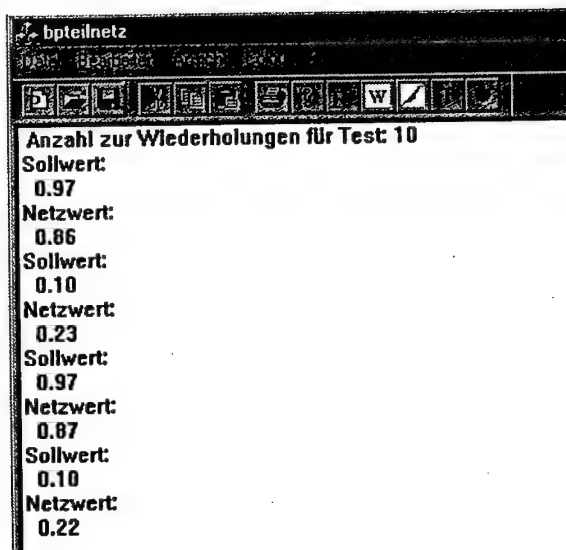 bpteilnetz
W
Anzahl zur Wiederholungen für Test: 10
Sollwert:
0.97
Netzwert:
0.86
Sollwert:
0.10
Netzwert:
0.23
Sollwert:
0.97
Netzwert:
0.87
Sollwert:
0.10
Netzwert:
0.22